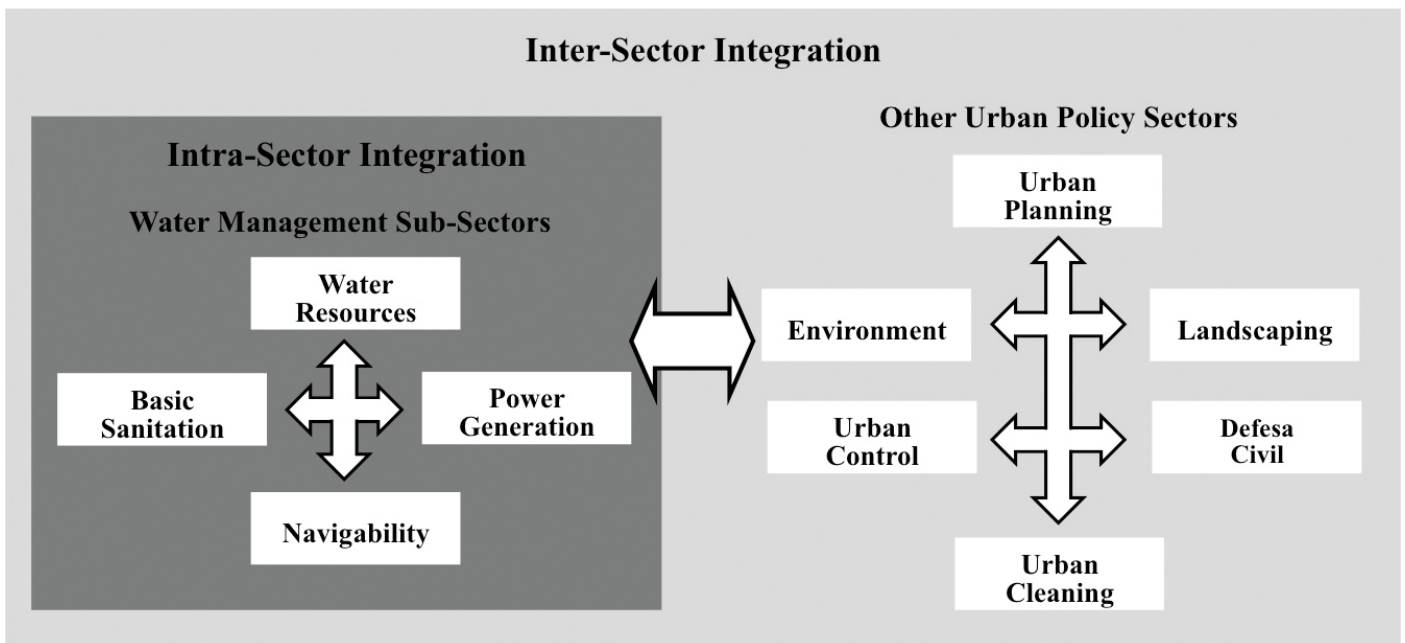 Inter-Sector Integration
Intra-Sector Integration
Water Management Sub-Sectors
Water
Resources
Basic
Sanitation
Power
Generation
Navigability
Other Urban Policy Sectors
Urban
Planning
Environment
Landscaping
Urban
Control
Defesa
Civil
Urban
Cleaning